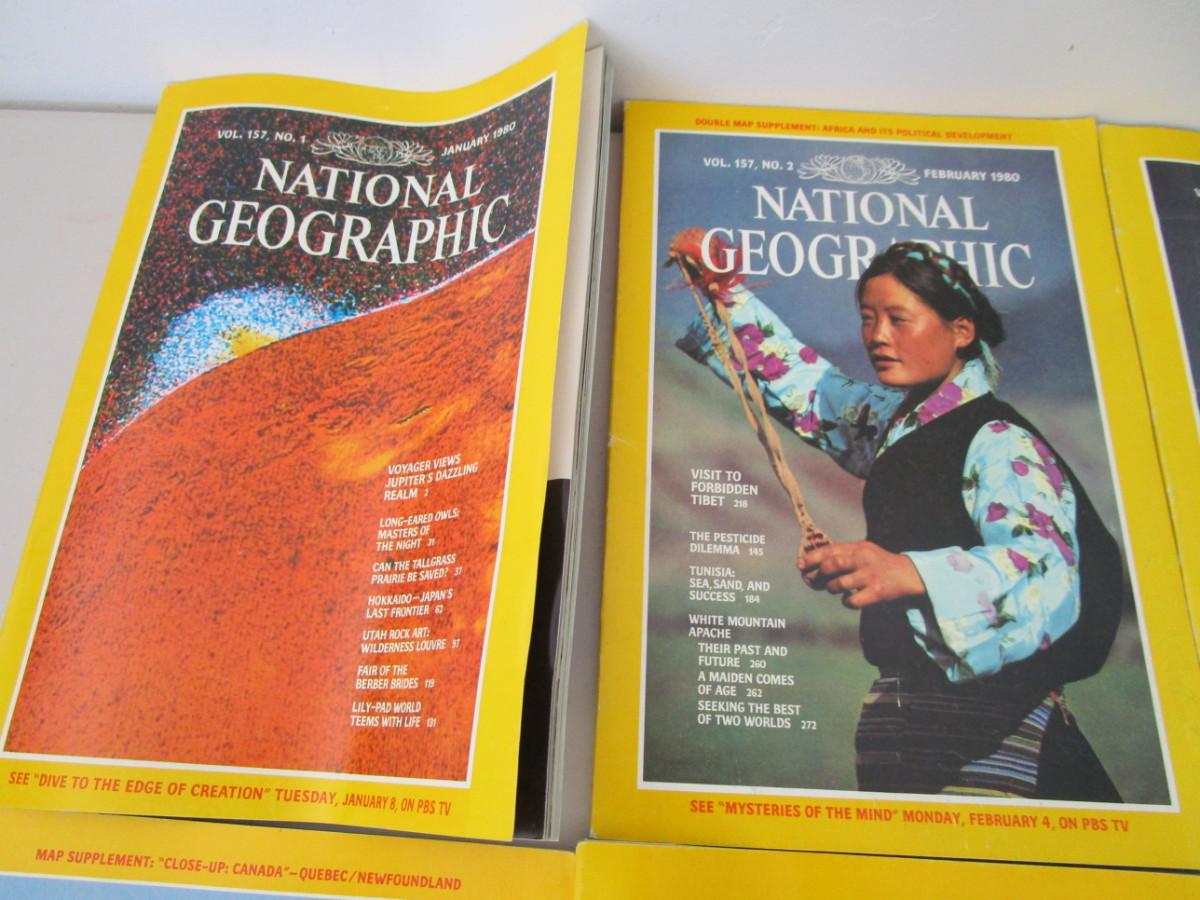 VOL. 157, NO. 1
JANUARY 1980
NATIONAL
GEOGRAPHIC
VOYAGER VIEWS
JUPITER'S DAZZLING
REALM 2
LONG-EARED OWLS:
MASTERS OF
THE NIGHT 31
CAN THE TALLGRASS
PRAIRIE BE SAVED? 37
HOKKAIDO—JAPAN'S
LAST FRONTIER 62
UTAH ROCK ART:
WILDERNESS LOUVRE 97
FAIR OF THE
BERBER BRIDES 119
LILY-PAD WORLD
TEEMS WITH LIFE 131
SEE "DIVE TO THE EDGE OF CREATION" TUESDAY, JANUARY 8, ON PBS TV
DOUBLE MAP SUPPLEMENT: AFRICA AND ITS POLITICAL DEVELOPMENT
VOL. 157, NO. 2
FEBRUARY 1980
NATIONAL
GEOGRAPHIC
VISIT TO
FORBIDDEN
TIBET 218
THE PESTICIDE
DILEMMA 145
TUNISIA:
SEA, SAND, AND
SUCCESS 184
WHITE MOUNTAIN
APACHE
THEIR PAST AND
FUTURE 260
A MAIDEN COMES
OF AGE 262
SEEKING THE BEST
OF TWO WORLDS 272
SEE "MYSTERIES OF THE MIND" MONDAY, FEBRUARY 4, ON PBS TV
MAP SUPPLEMENT: "CLOSE-UP: CANADA"—QUEBEC/NEWFOUNDLAND